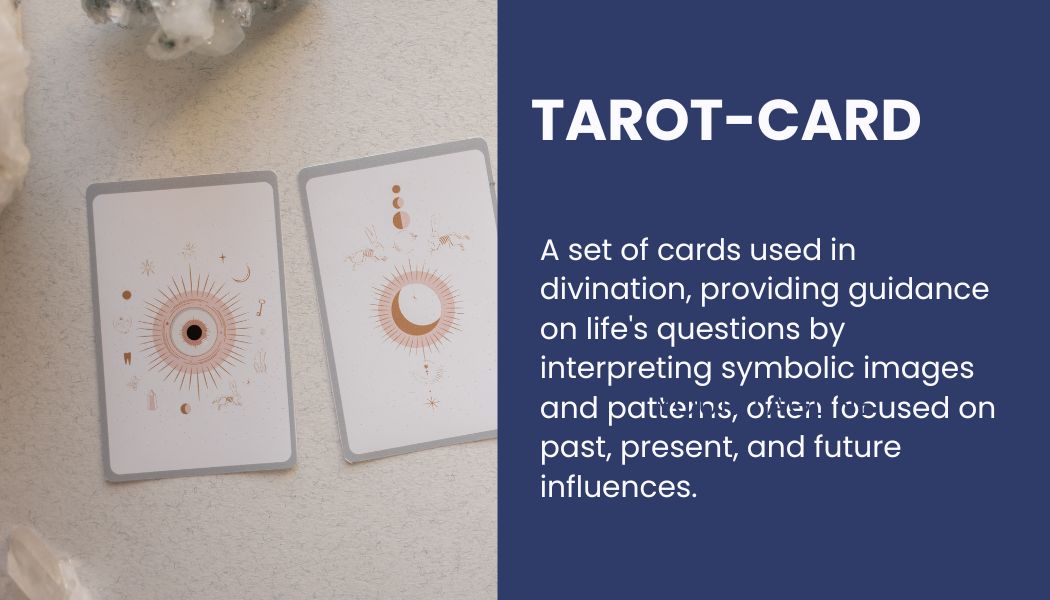 TAROT-CARD
A set of cards used in
divination, providing guidance
on life's questions by
interpreting symbolic images
and patterns, often focused on
past, present, and future
influences.